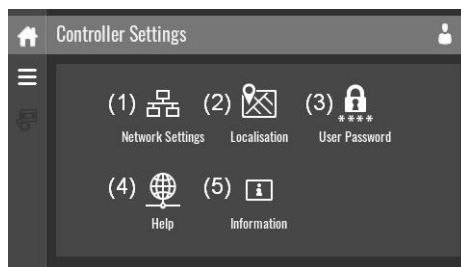 Controller Settings
(1) (2) (3)
****
Network Settings Localisation User Password
(4) (5)
Help Information